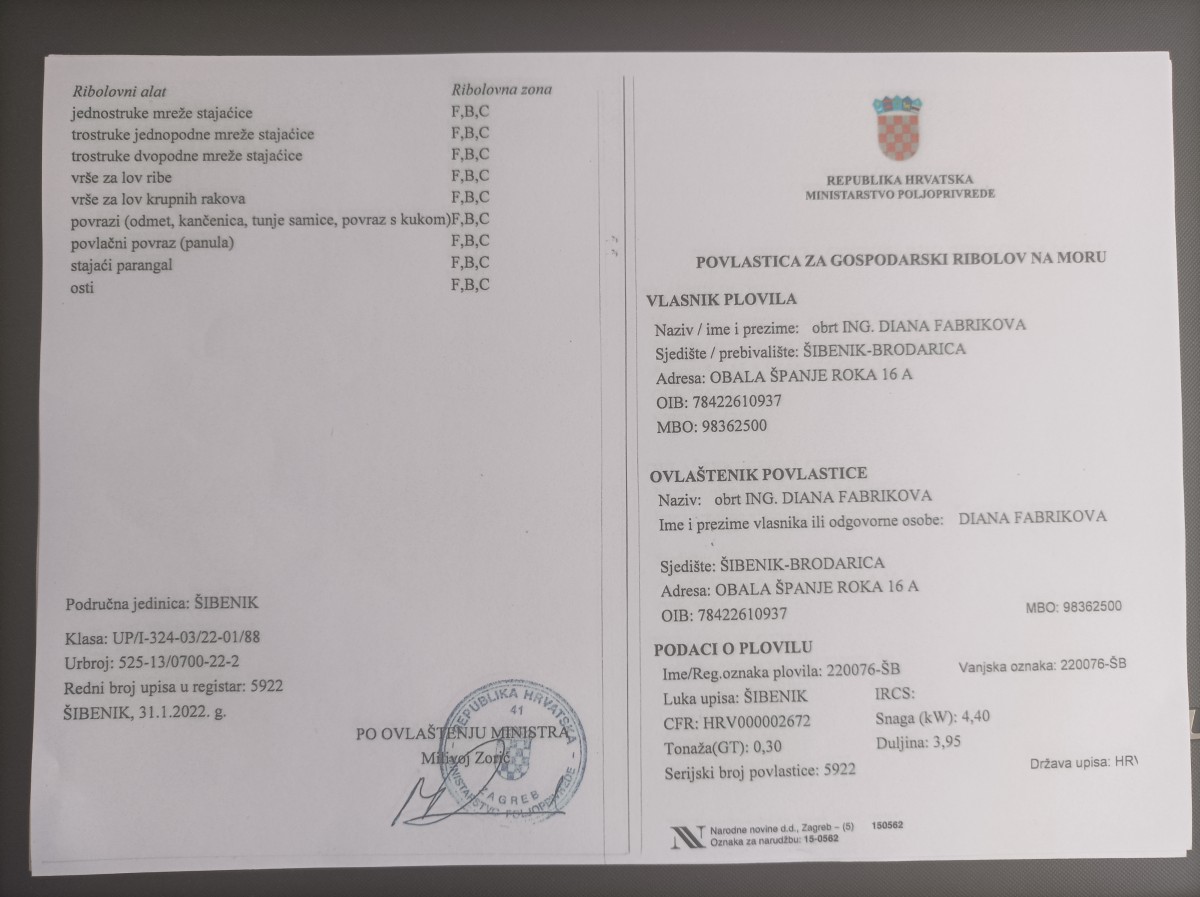 Ribolovni alat Ribolovna zona
jednostruke mreže stajaćice F,B,C
trostruke jednopodne mreže stajaćice F,B,C
trostruke dvopodne mreže stajaćice F,B,C
vrše za lov ribe F,B,C
vrše za lov krupnih rakova F,B,C
povrazi (odmet, kančenica, tunje samice, povraz s kukom)F,B,C
povlačni povraz (panula) F,B,C
stajaći parangal F,B,C
osti F,B,C
Područna jedinica: ŠIBENIK
Klasa: UP/I-324-03/22-01/88
Urbroj: 525-13/0700-22-2
Redni broj upisa u registar: 5922
ŠIBENIK, 31.1.2022. g.
PO OVLAŠTENJU MINISTRA
Milivoj Zorić
REPUBLIKA HRVATSKA
41
MINISTARSTVO POLJOPRIVREDE
ZAGREB
REPUBLIKA HRVATSKA
MINISTARSTVO POLJOPRIVREDE
POVLASTICA ZA GOSPODARSKI RIBOLOV NA MORU
VLASNIK PLOVILA
Naziv / ime i prezime: obrt ING. DIANA FABRIKOVA
Sjedište / prebivalište: ŠIBENIK-BRODARICA
Adresa: OBALA ŠPANJE ROKA 16 A
OIB: 78422610937
MBO: 98362500
OVLAŠTENIK POVLASTICE
Naziv: obrt ING. DIANA FABRIKOVA
Ime i prezime vlasnika ili odgovorne osobe: DIANA FABRIKOVA
Sjedište: ŠIBENIK-BRODARICA
Adresa: OBALA ŠPANJE ROKA 16 A
OIB: 78422610937 MBO: 98362500
PODACI O PLOVILU
Ime/Reg.oznaka plovila: 220076-ŠB Vanjska oznaka: 220076-ŠB
Luka upisa: ŠIBENIK IRCS:
CFR: HRV000002672 Snaga (kW): 4,40
Tonaža(GT): 0,30 Duljina: 3,95
Serijski broj povlastice: 5922 Država upisa: HRV
Narodne novine d.d., Zagreb – (5) 150562
Oznaka za narudžbu: 15-0562